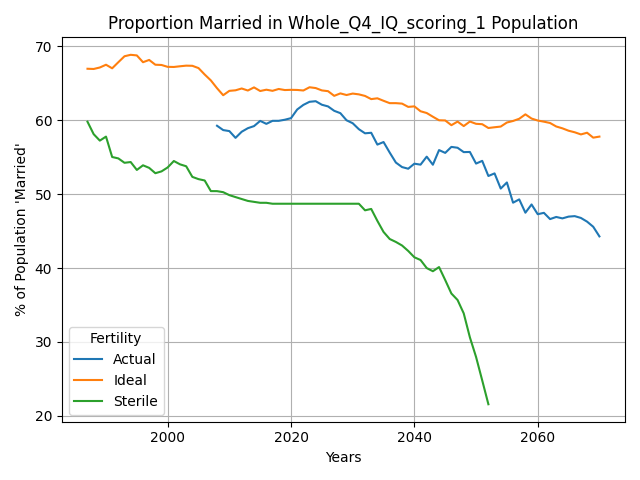 Proportion Married in Whole_Q4_IQ_scoring_1 Population
% of Population 'Married'
70
60
50
40
30
20
Fertility
Actual
Ideal
Sterile
2000
2020
2040
2060
Years